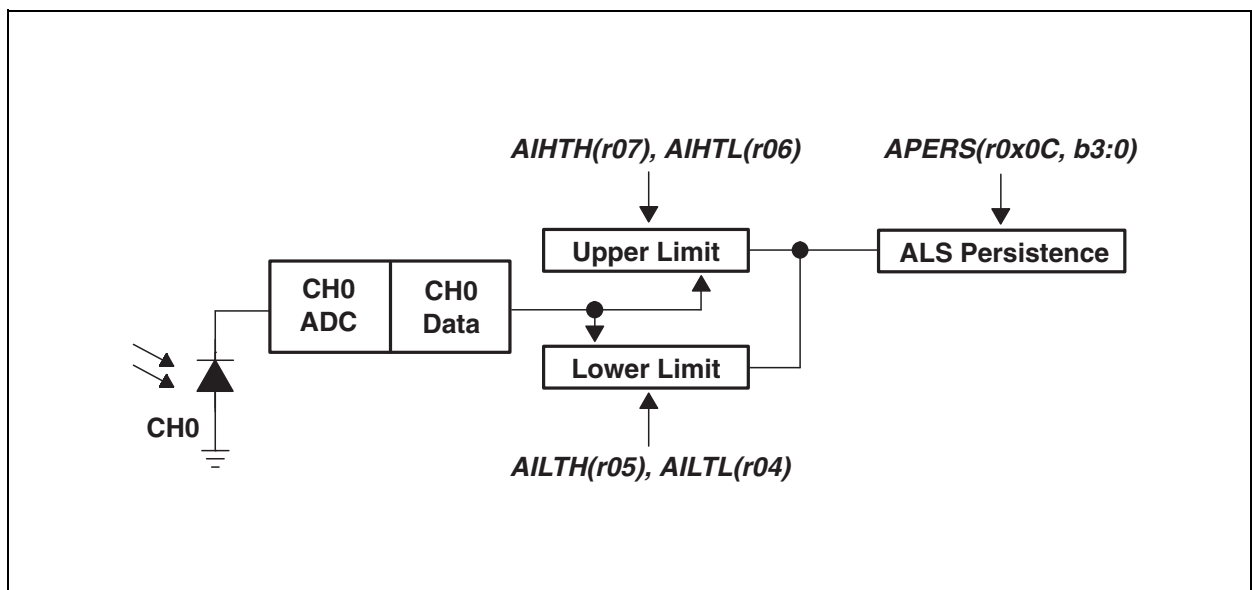 AIHTH(r07), AIHTL(r06)
APERS(r0x0C, b3:0)
Upper Limit
ALS Persistence
CH0
ADC
CH0
Data
Lower Limit
CH0
AILTH(r05), AILTL(r04)